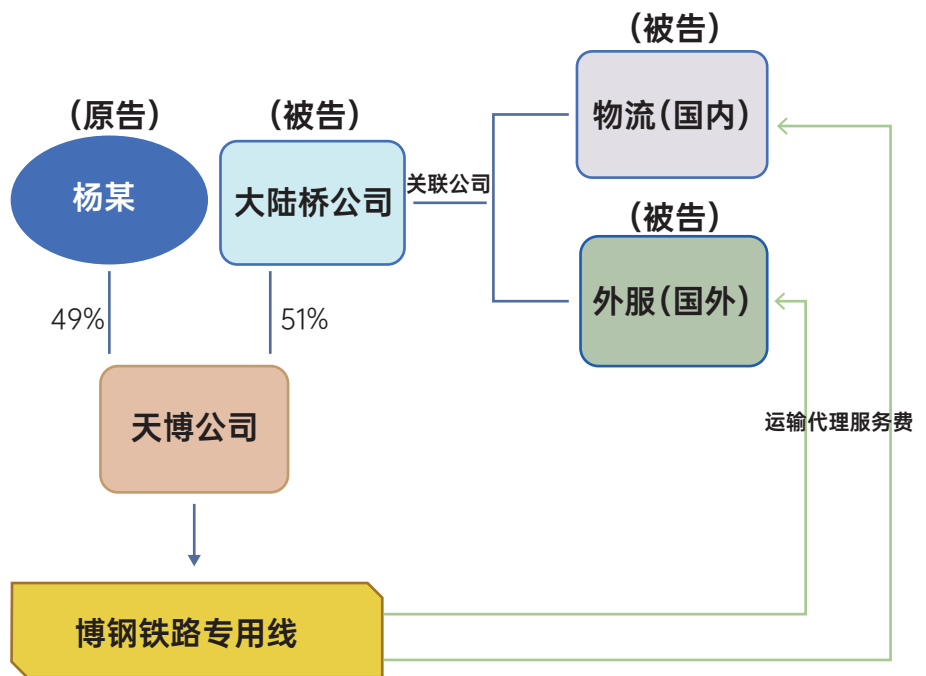 （被告）
物流（国内）
（原告）
（被告）
杨某
大陆桥公司
关联公司
（被告）
外服（国外）
49%
51%
天博公司
运输代理服务费
博钢铁路专用线